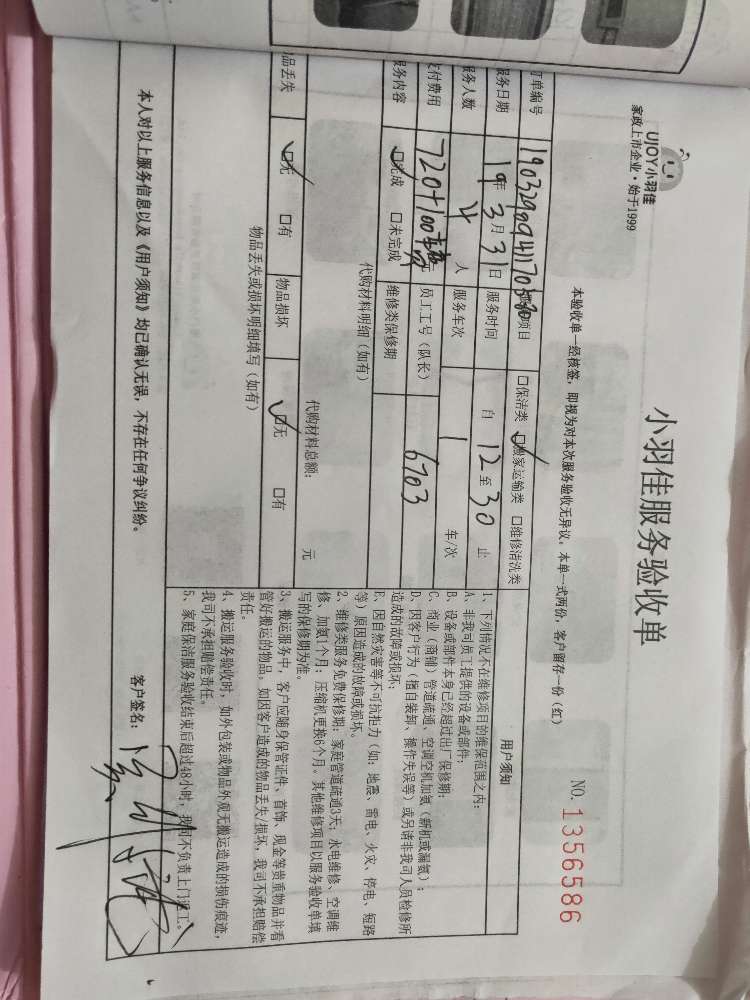 UJOY小羽佳
家政上市企业·始于1999
小羽佳服务验收单
本验收单一经核签，即视为对本次服务验收无异议。本单一式两份，客户留存一份（红）
NO.1356586
订单编号 项目 □保洁类 ☑搬家运输类 □维修清洗类
服务日期 19年3月31日 服务时间 自12至30止
服务人数 4人 服务车次 1 车/次
支付费用 720+100 元 员工工号（队长） 6703
服务内容 ☑完成 □未完成 维修类保修期
代购材料明细（如有）
代购材料总额： 元
物品丢失 ☑无 □有 物品损坏 ☑无 □有
物品丢失或损坏明细填写（如有）
用户须知
1、下列情况不在维修项目的维保范围之内：
A、非我司员工提供的设备或部件；
B、设备或部件本身已经超过出厂保修期；
C、商业（商铺）管道疏通、空调空机加氨（新机或漏氨）；
D、因客户行为（指自装卸、操作失误等）或另请非我司人员检修所
造成的故障或损坏；
E、因自然灾害等不可抗拒力（如：地震、雷电、火灾、停电、短路
等）原因造成的故障或损坏。
2、维修类服务免费保修期：家庭管道疏通3天；水电维修、空调维
修、加氨1个月；压缩机更换6个月。其他维修项目以服务验收单填
写的保修期为准。
3、搬运服务中，客户应随身保管证件、首饰、现金等贵重物品并看
管好搬运的物品，如因客户造成的物品丢失/损坏，我司不承担赔偿
责任。
4、搬运服务验收时，如外包装或物品外观无搬运造成的损伤痕迹，
我司不承担赔偿责任。
5、家庭保洁服务验收结束后超过48小时，我司不负责上门返工。
本人对以上服务信息以及《用户须知》均已确认无误，不存在任何争议纠纷。
客户签名：